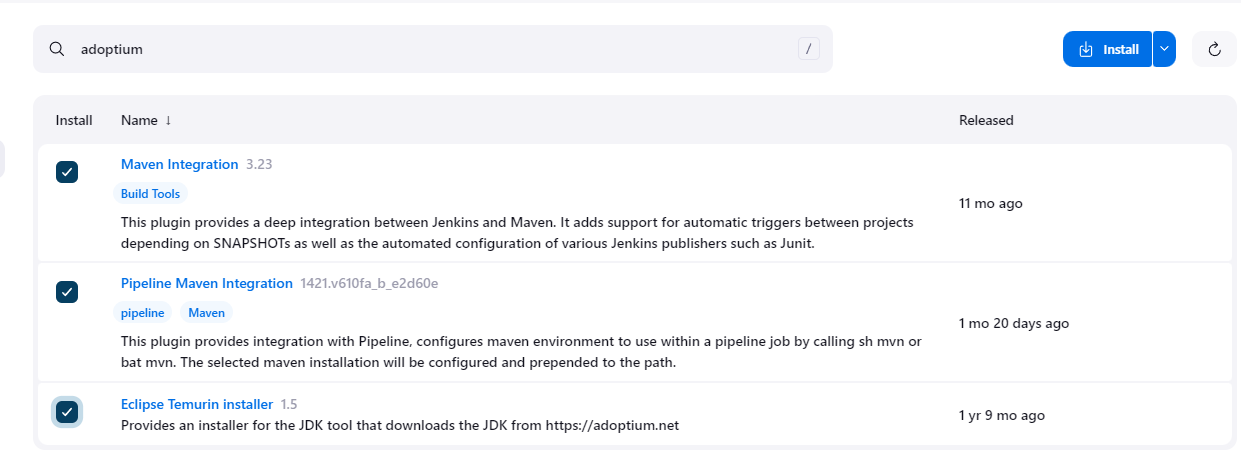 adoptium
/
Install
Install
Name ↓
Released
Maven Integration 3.23
Build Tools
This plugin provides a deep integration between Jenkins and Maven. It adds support for automatic triggers between projects
depending on SNAPSHOTs as well as the automated configuration of various Jenkins publishers such as Junit.
11 mo ago
Pipeline Maven Integration 1421.v610fa_b_e2d60e
pipeline Maven
This plugin provides integration with Pipeline, configures maven environment to use within a pipeline job by calling sh mvn or
bat mvn. The selected maven installation will be configured and prepended to the path.
1 mo 20 days ago
Eclipse Temurin installer 1.5
Provides an installer for the JDK tool that downloads the JDK from https://adoptium.net
1 yr 9 mo ago